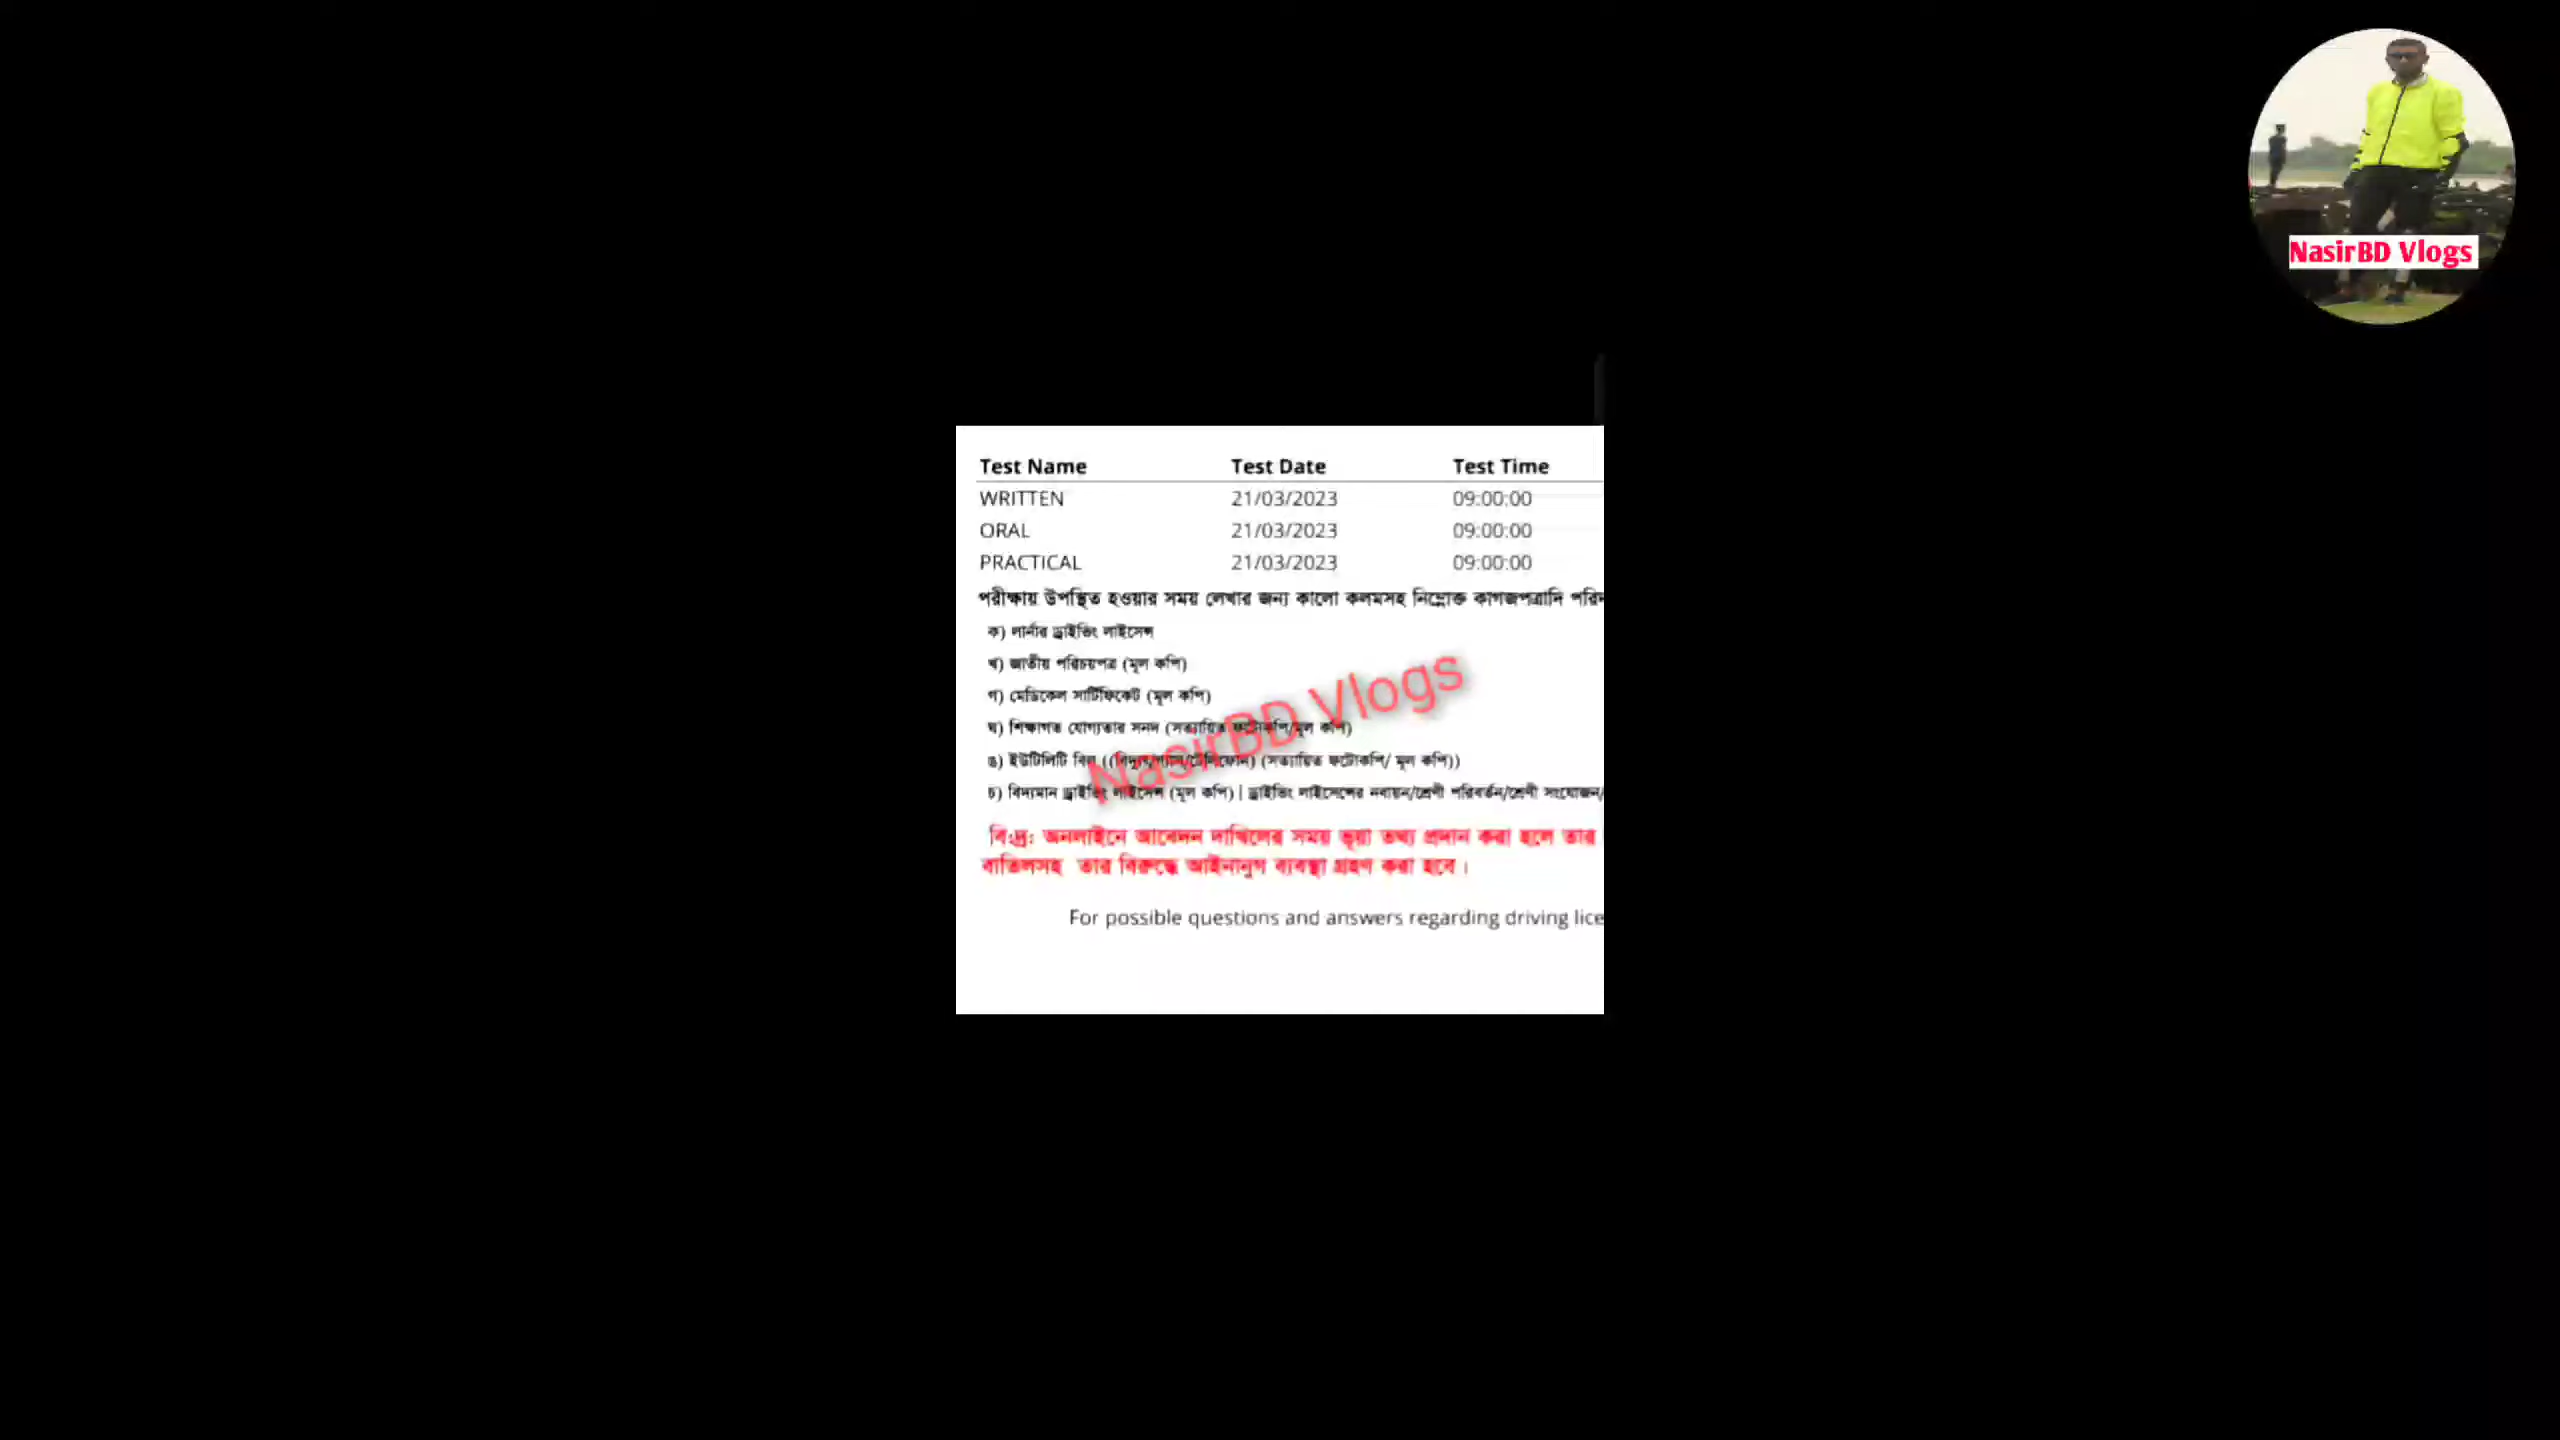 NasirBD Vlogs
Test Name Test Date Test Time
WRITTEN 21/03/2023 09:00:00
ORAL 21/03/2023 09:00:00
PRACTICAL 21/03/2023 09:00:00
পরীক্ষায় উপস্থিত হওয়ার সময় লেখার জন্য কালো কলমসহ নিম্নোক্ত কাগজপত্রাদি
ক) লার্নার ড্রাইভিং লাইসেন্স
খ) জাতীয় পরিচয়পত্র (মূল কপি)
গ) মেডিকেল সার্টিফিকেট (মূল কপি)
ঘ) শিক্ষাগত যোগ্যতার সনদ (সত্যায়িত ফটোকপি/মূল কপি)
ঙ) ইউটিলিটি বিল ((বিদ্যুৎ/গ্যাস/টেলিফোন) (সত্যায়িত ফটোকপি/ মূল কপি))
চ) বিদ্যমান ড্রাইভিং লাইসেন্স (মূল কপি) | ড্রাইভিং লাইসেন্সের নবায়ন/শ্রেণী পরিবর্তন/শ্রেণী সংযোজন/
NasirBD Vlogs
বি:দ্র: অনলাইনে আবেদন দাখিলের সময় ভূয়া তথ্য প্রদান করা হলে তার
বাতিলসহ তার বিরুদ্ধে আইনানুগ ব্যবস্থা গ্রহণ করা হবে।
For possible questions and answers regarding driving lice